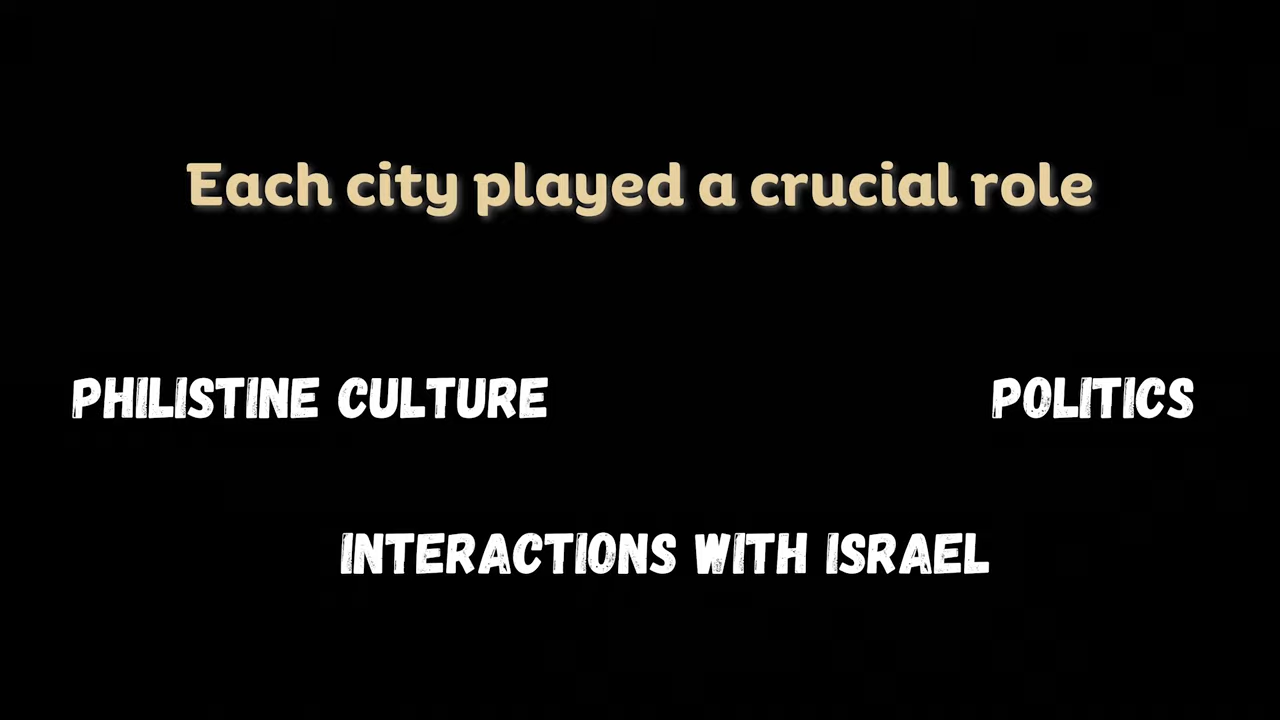 Each city played a crucial role
PHILISTINE CULTURE
POLITICS
INTERACTIONS WITH ISRAEL